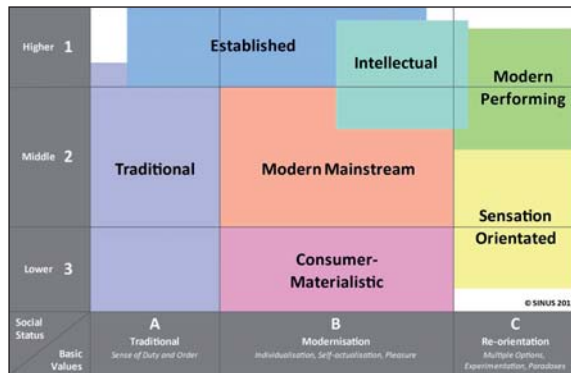 Higher 1
Established
Intellectual
Modern
Performing
Middle 2
Traditional
Modern Mainstream
Sensation
Orientated
Lower 3
Consumer-
Materialistic
© SINUS 201
Social
Status
Basic
Values
A
Traditional
Sense of Duty and Order
B
Modernisation
Individualisation, Self-actualisation, Pleasure
C
Re-orientation
Multiple Options,
Experimentation, Paradoxes